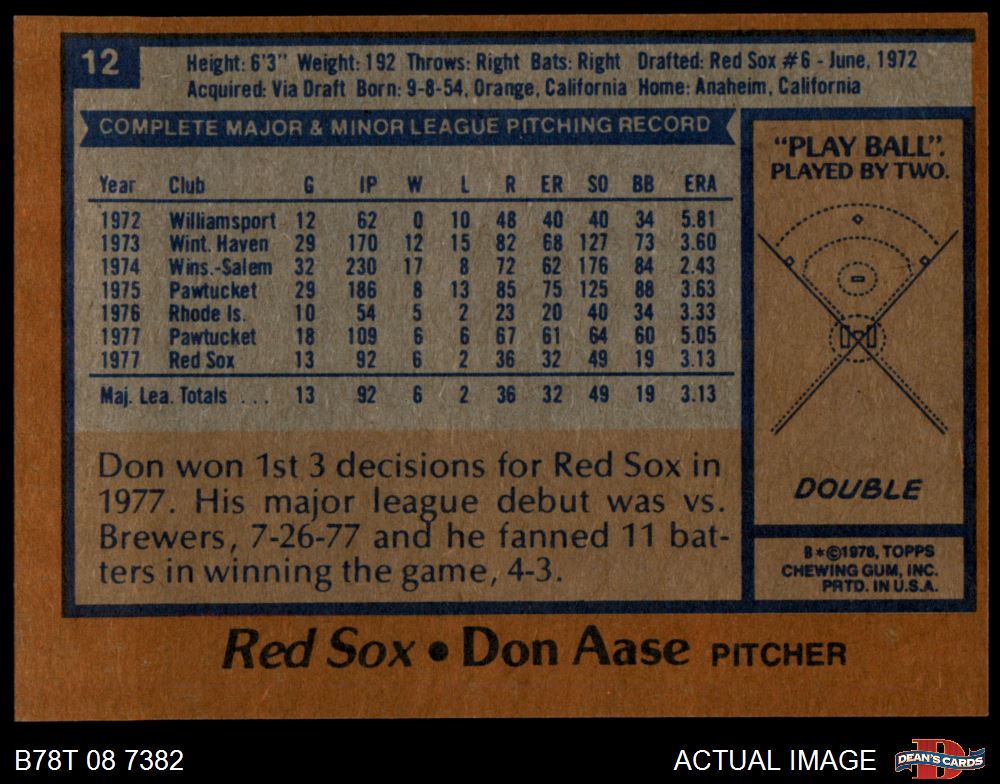 12
Height: 6'3" Weight: 192 Throws: Right Bats: Right Drafted: Red Sox #6 - June, 1972
Acquired: Via Draft Born: 9-8-54, Orange, California Home: Anaheim, California
COMPLETE MAJOR & MINOR LEAGUE PITCHING RECORD
Year Club G IP W L R ER SO BB ERA
1972 Williamsport 12 62 0 10 48 40 40 34 5.81
1973 Wint. Haven 29 170 12 15 82 68 127 73 3.60
1974 Wins.-Salem 32 230 17 8 72 62 176 84 2.43
1975 Pawtucket 29 186 8 13 85 75 125 88 3.63
1976 Rhode Is. 10 54 5 2 23 20 40 34 3.33
1977 Pawtucket 18 109 6 6 67 61 64 60 5.05
1977 Red Sox 13 92 6 2 36 32 49 19 3.13
Maj. Lea. Totals . . . 13 92 6 2 36 32 49 19 3.13
Don won 1st 3 decisions for Red Sox in
1977. His major league debut was vs.
Brewers, 7-26-77 and he fanned 11 bat-
ters in winning the game, 4-3.
"PLAY BALL".
PLAYED BY TWO.
DOUBLE
B*©1978, TOPPS
CHEWING GUM, INC.
PRTD. IN U.S.A.
Red Sox • Don Aase PITCHER
B78T 08 7382
ACTUAL IMAGE
DEAN'S CARDS